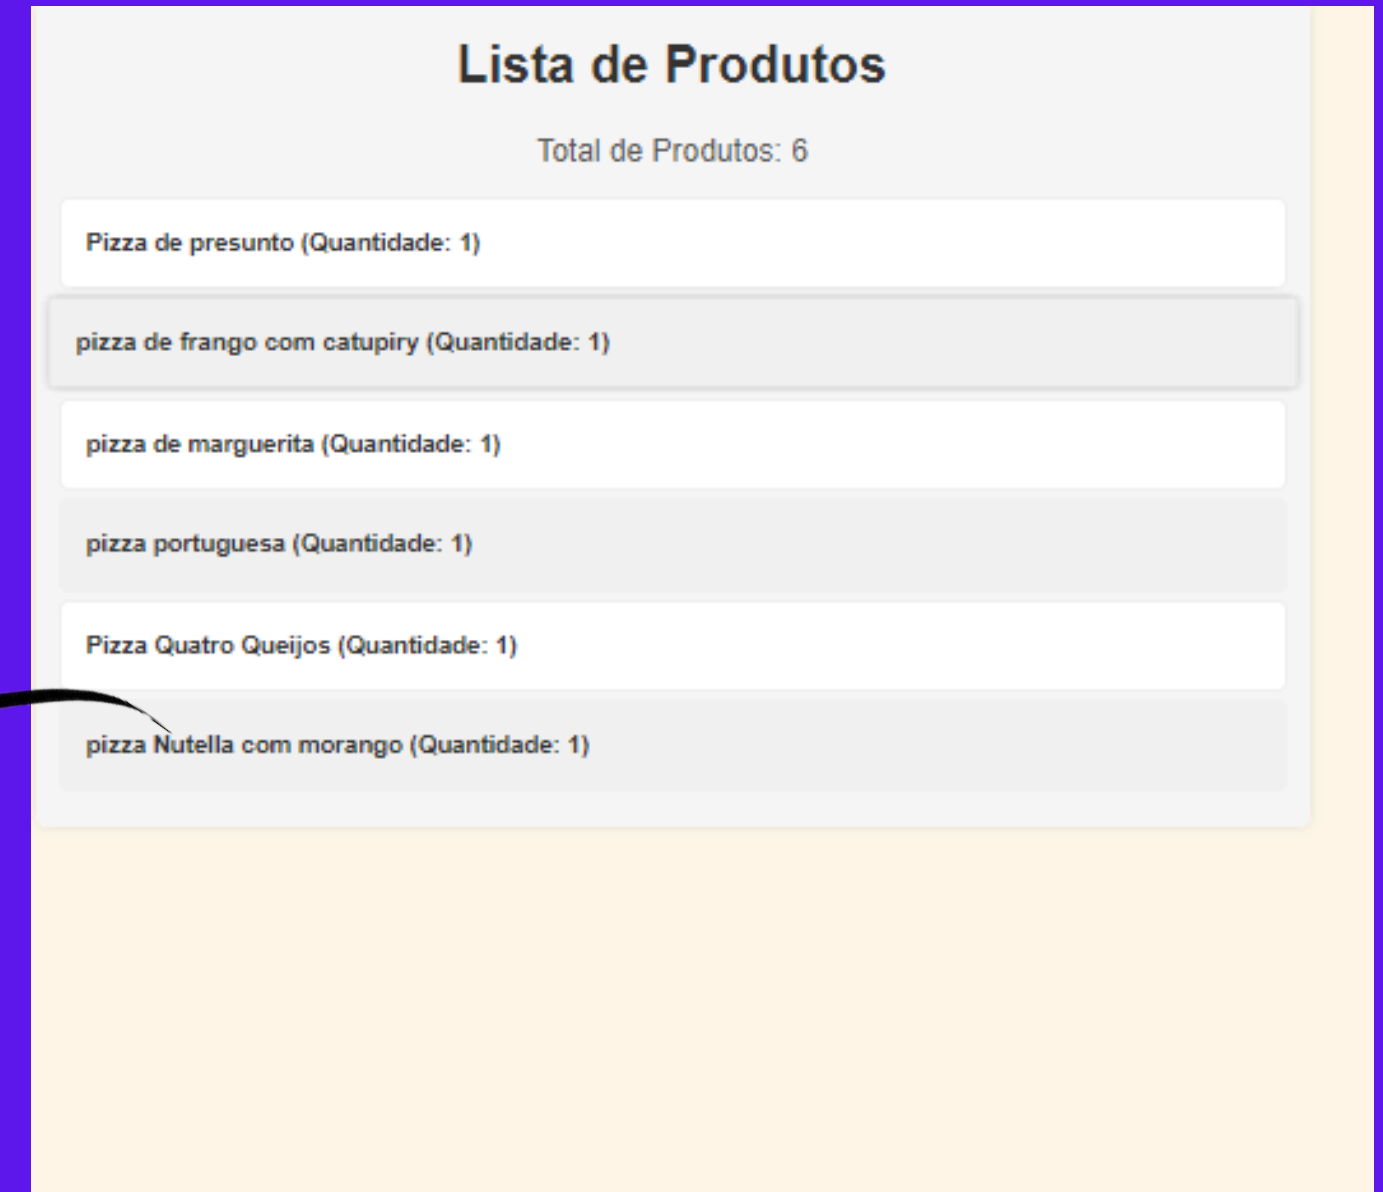 Lista de Produtos
Total de Produtos: 6
Pizza de presunto (Quantidade: 1)
pizza de frango com catupiry (Quantidade: 1)
pizza de marguerita (Quantidade: 1)
pizza portuguesa (Quantidade: 1)
Pizza Quatro Queijos (Quantidade: 1)
pizza Nutella com morango (Quantidade: 1)